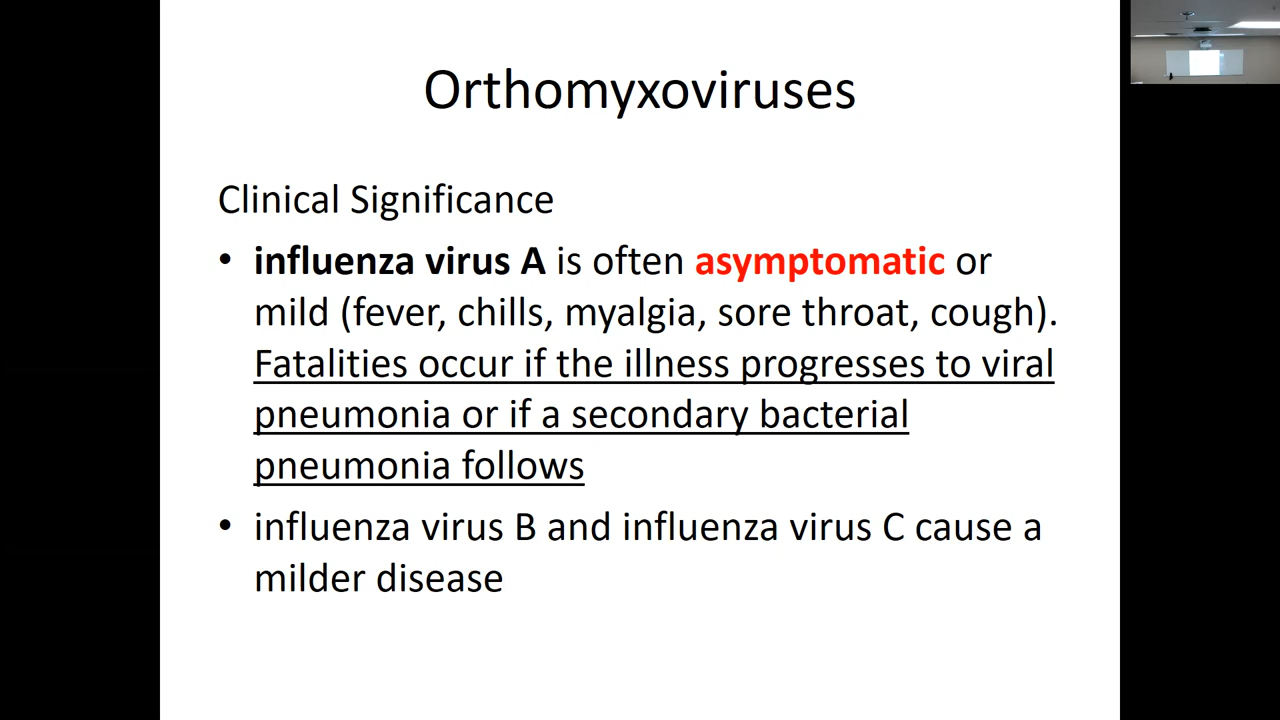 Orthomyxoviruses
Clinical Significance
• influenza virus A is often asymptomatic or
mild (fever, chills, myalgia, sore throat, cough).
Fatalities occur if the illness progresses to viral
pneumonia or if a secondary bacterial
pneumonia follows
• influenza virus B and influenza virus C cause a
milder disease